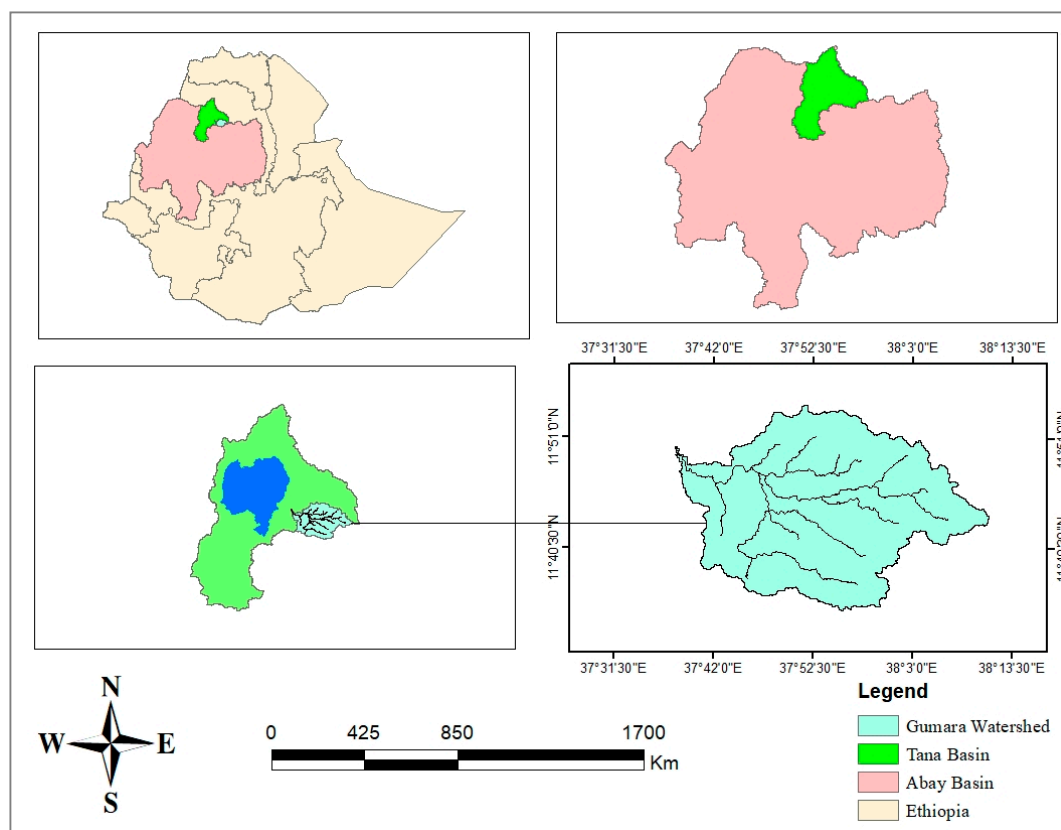 37°31'30"E 37°42'0"E 37°52'30"E 38°3'0"E 38°13'30"E
11°51'0"N
11°40'30"N
37°31'30"E 37°42'0"E 37°52'30"E 38°3'0"E 38°13'30"E
Legend
Gumara Watershed
Tana Basin
Abay Basin
Ethiopia
N
W E
S
0 425 850 1700
Km